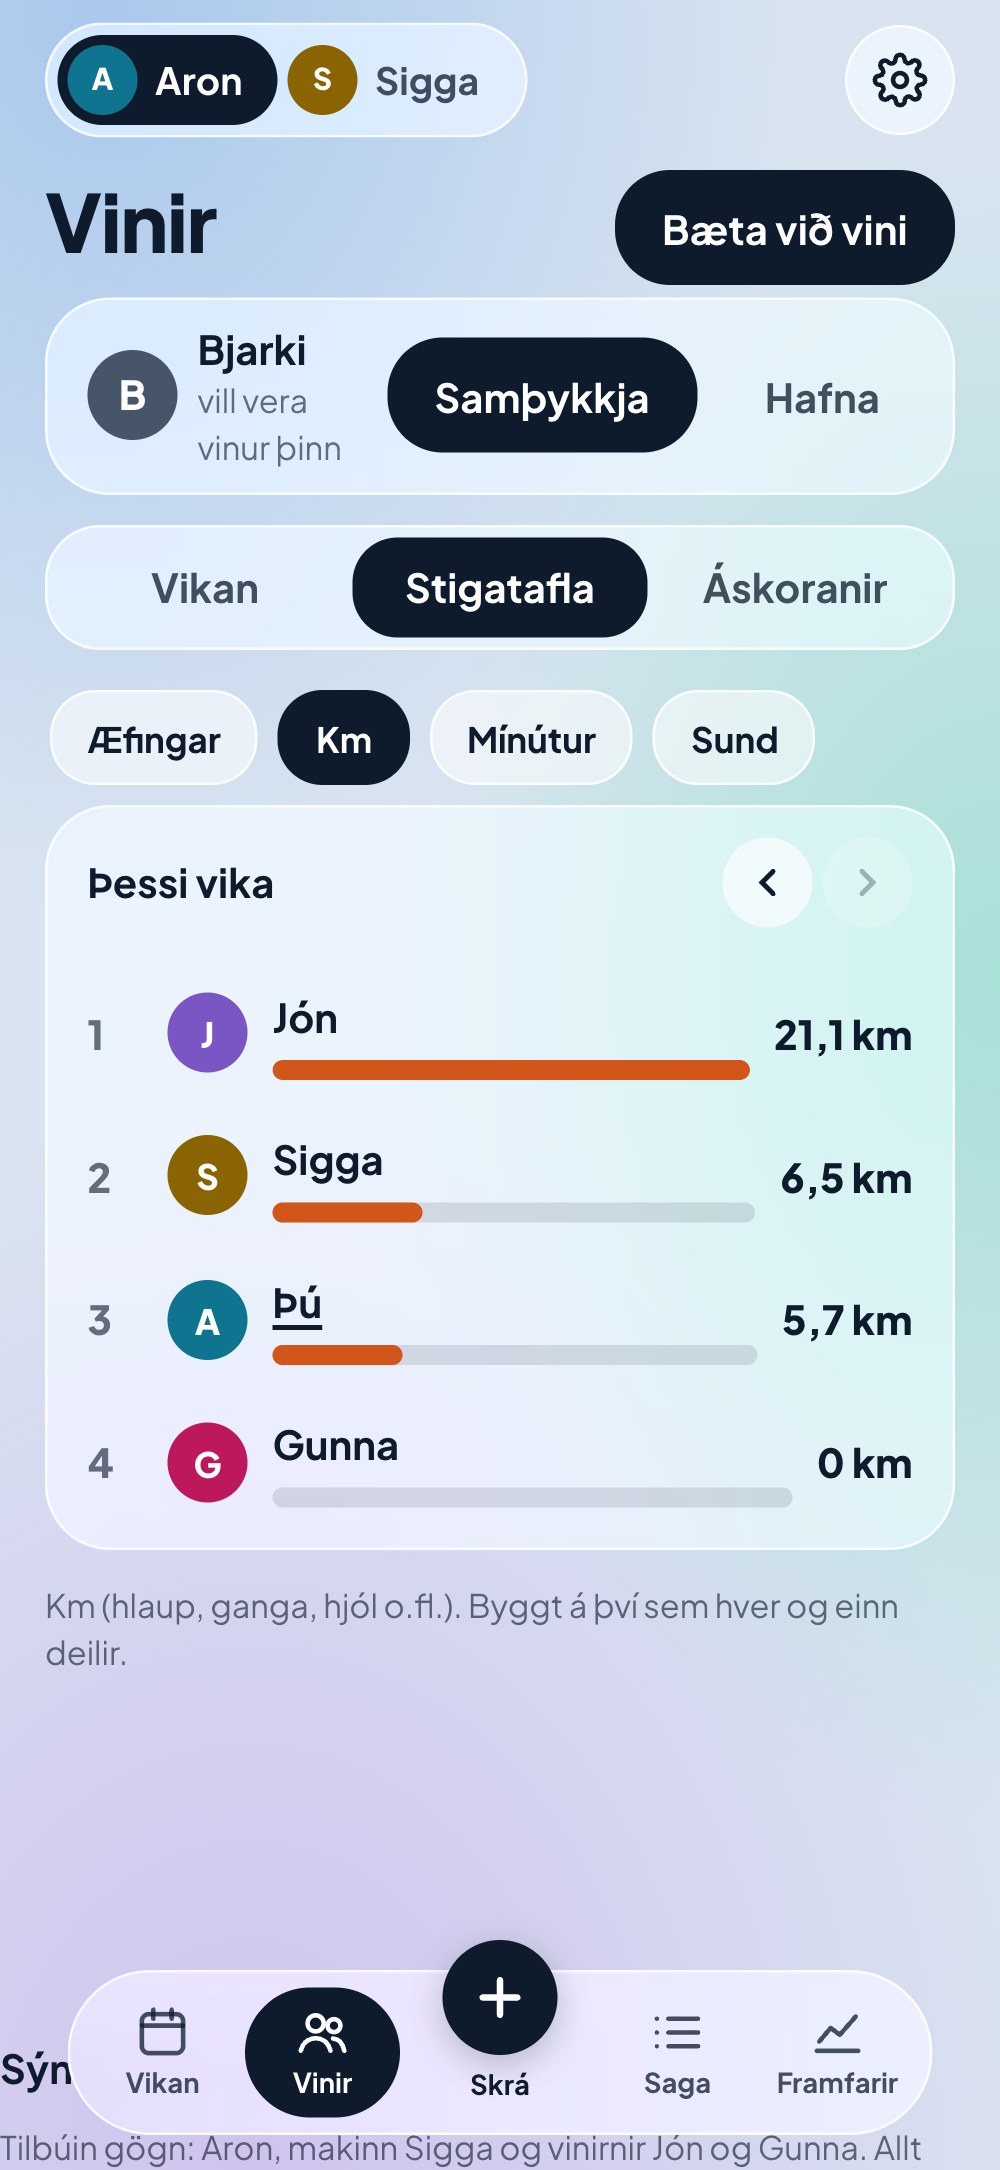 A Aron S Sigga
Vinir
Bæta við vini
B
Bjarki
vill vera
vinur þinn
Samþykkja
Hafna
Vikan Stigatafla Áskoranir
Æfingar Km Mínútur Sund
Þessi vika
1 J Jón 21,1 km
2 S Sigga 6,5 km
3 A Þú 5,7 km
4 G Gunna 0 km
Km (hlaup, ganga, hjól o.fl.). Byggt á því sem hver og einn
deilir.
Sýn
Vikan Vinir Skrá Saga Framfarir
Tilbúin gögn: Aron, makinn Sigga og vinirnir Jón og Gunna. Allt